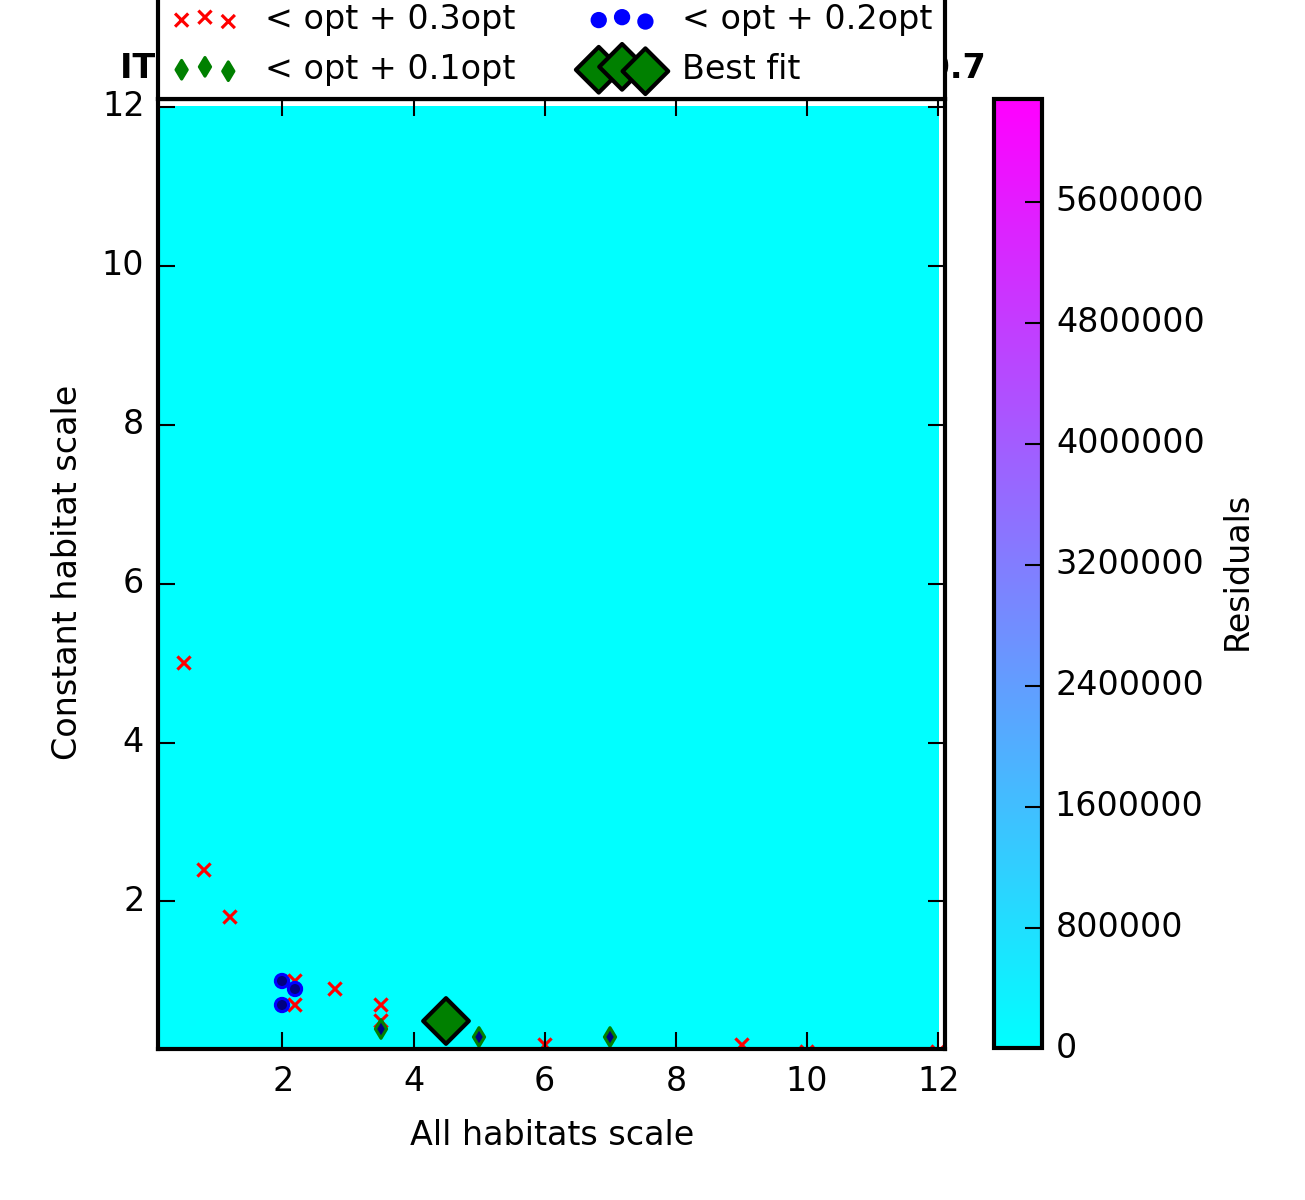 < opt + 0.3opt
< opt + 0.2opt
< opt + 0.1opt
Best fit
IT
.7
12
10
8
6
4
2
Constant habitat scale
2 4 6 8 10 12
All habitats scale
5600000
4800000
4000000
3200000
2400000
1600000
800000
0
Residuals